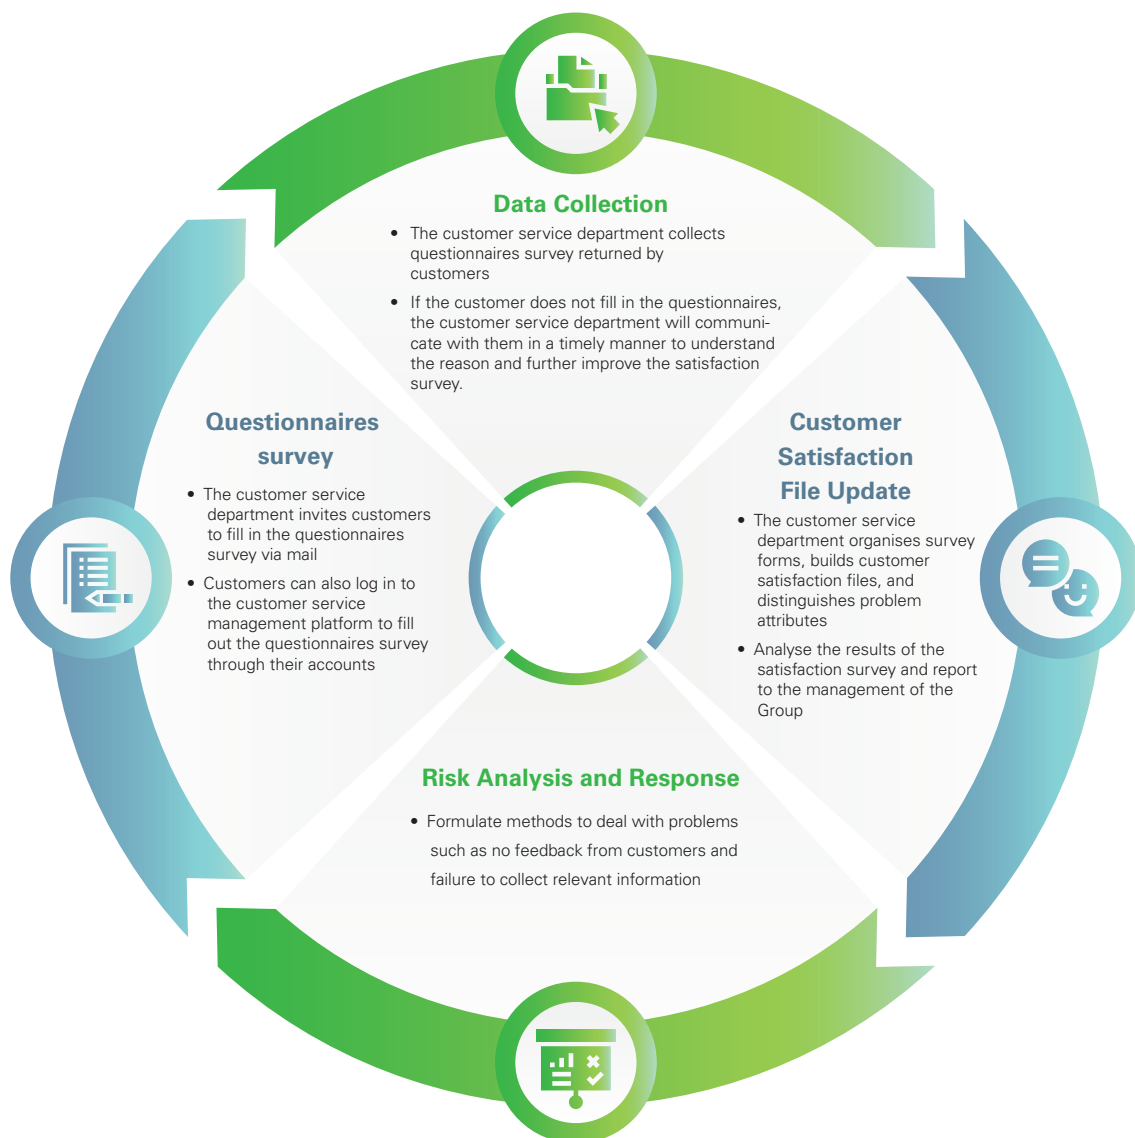 Data Collection
• The customer service department collects
questionnaires survey returned by
customers
• If the customer does not fill in the questionnaires,
the customer service department will communi-
cate with them in a timely manner to understand
the reason and further improve the satisfaction
survey.
Questionnaires
survey
• The customer service
department invites customers
to fill in the questionnaires
survey via mail
• Customers can also log in to
the customer service
management platform to fill
out the questionnaires survey
through their accounts
Customer
Satisfaction
File Update
• The customer service
department organises survey
forms, builds customer
satisfaction files, and
distinguishes problem
attributes
• Analyse the results of the
satisfaction survey and report
to the management of the
Group
Risk Analysis and Response
• Formulate methods to deal with problems
such as no feedback from customers and
failure to collect relevant information